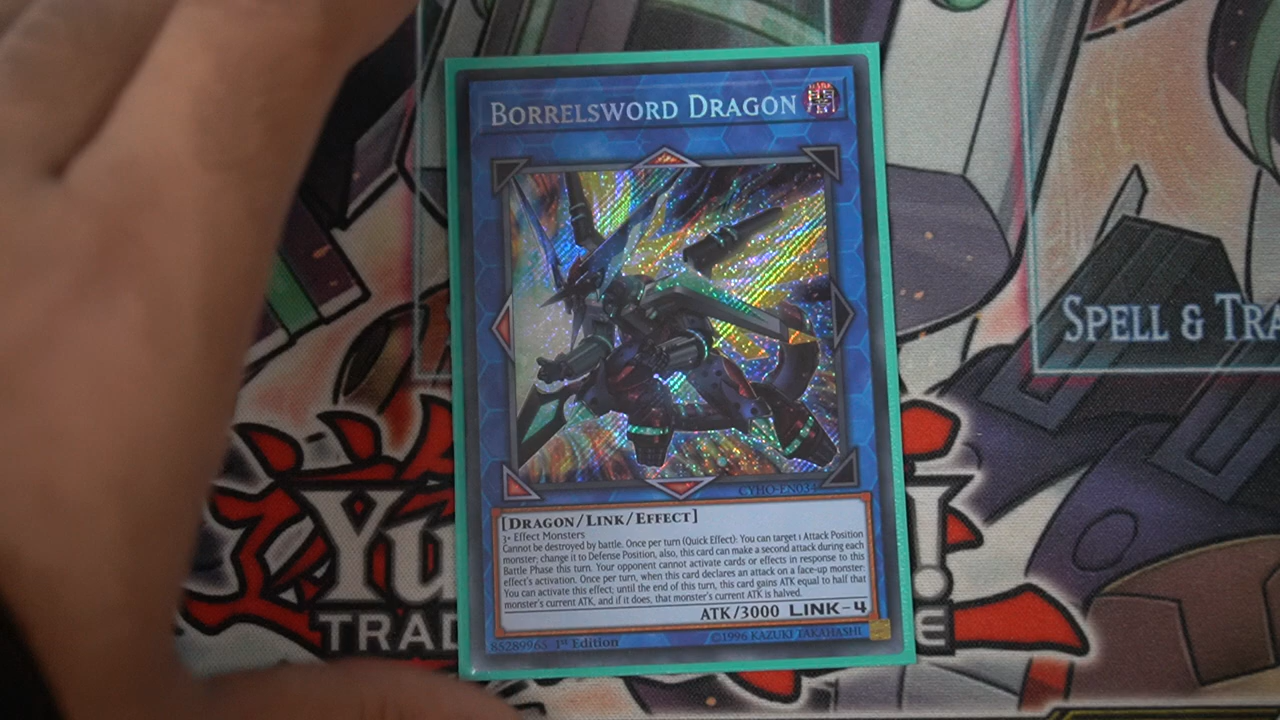 BORRELSWORD DRAGON
SPELL & TRA
CYHO-EN034
[DRAGON/LINK/EFFECT]
3+ Effect Monsters
Cannot be destroyed by battle. Once per turn (Quick Effect): You can target 1 Attack Position
monster; change it to Defense Position, also, this card can make a second attack during each
Battle Phase this turn. Your opponent cannot activate cards or effects in response to this
effect's activation. Once per turn, when this card declares an attack on a face-up monster:
You can activate this effect; until the end of this turn, this card gains ATK equal to half that
monster's current ATK, and if it does, that monster's current ATK is halved.
ATK/3000 LINK-4
85289965 1st Edition ©1996 KAZUKI TAKAHASHI
Yu !
TRAD E